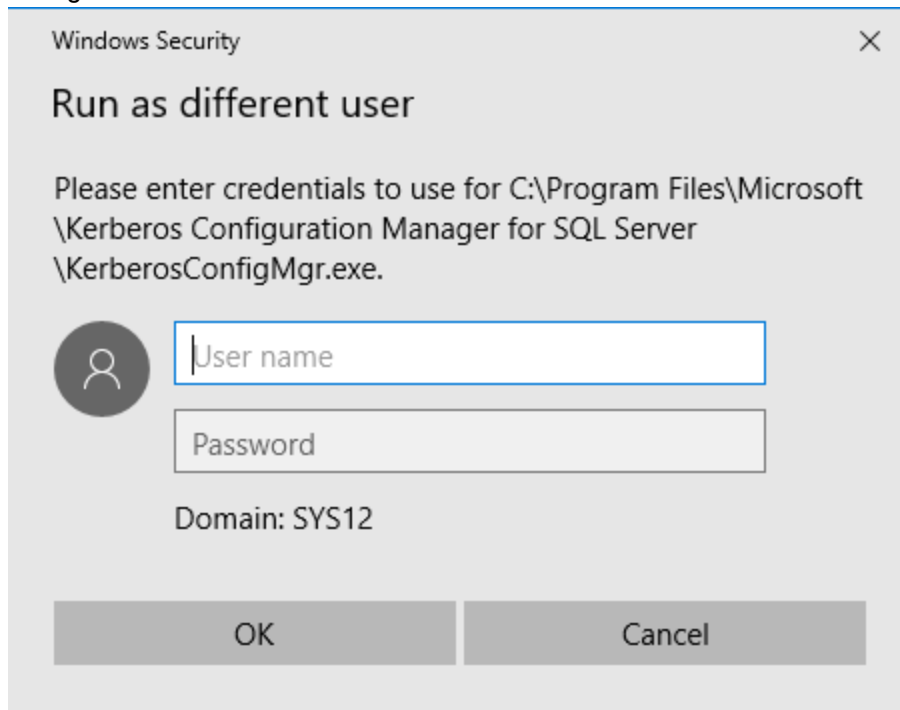 Windows Security
Run as different user
Please enter credentials to use for C:\Program Files\Microsoft
\Kerberos Configuration Manager for SQL Server
\KerberosConfigMgr.exe.
User name
Password
Domain: SYS12
OK Cancel